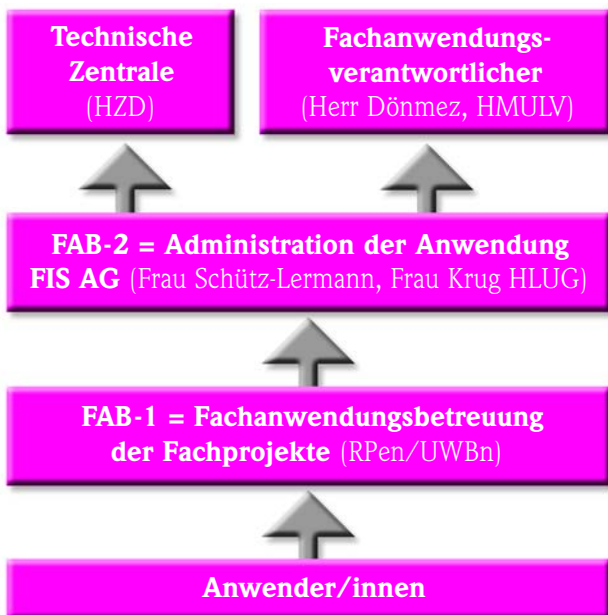 Technische
Zentrale
(HZD)
Fachanwendungs-
verantwortlicher
(Herr Dönmez, HMULV)
FAB-2 = Administration der Anwendung
FIS AG (Frau Schütz-Lermann, Frau Krug HLUG)
FAB-1 = Fachanwendungsbetreuung
der Fachprojekte (RPen/UWBn)
Anwender/innen